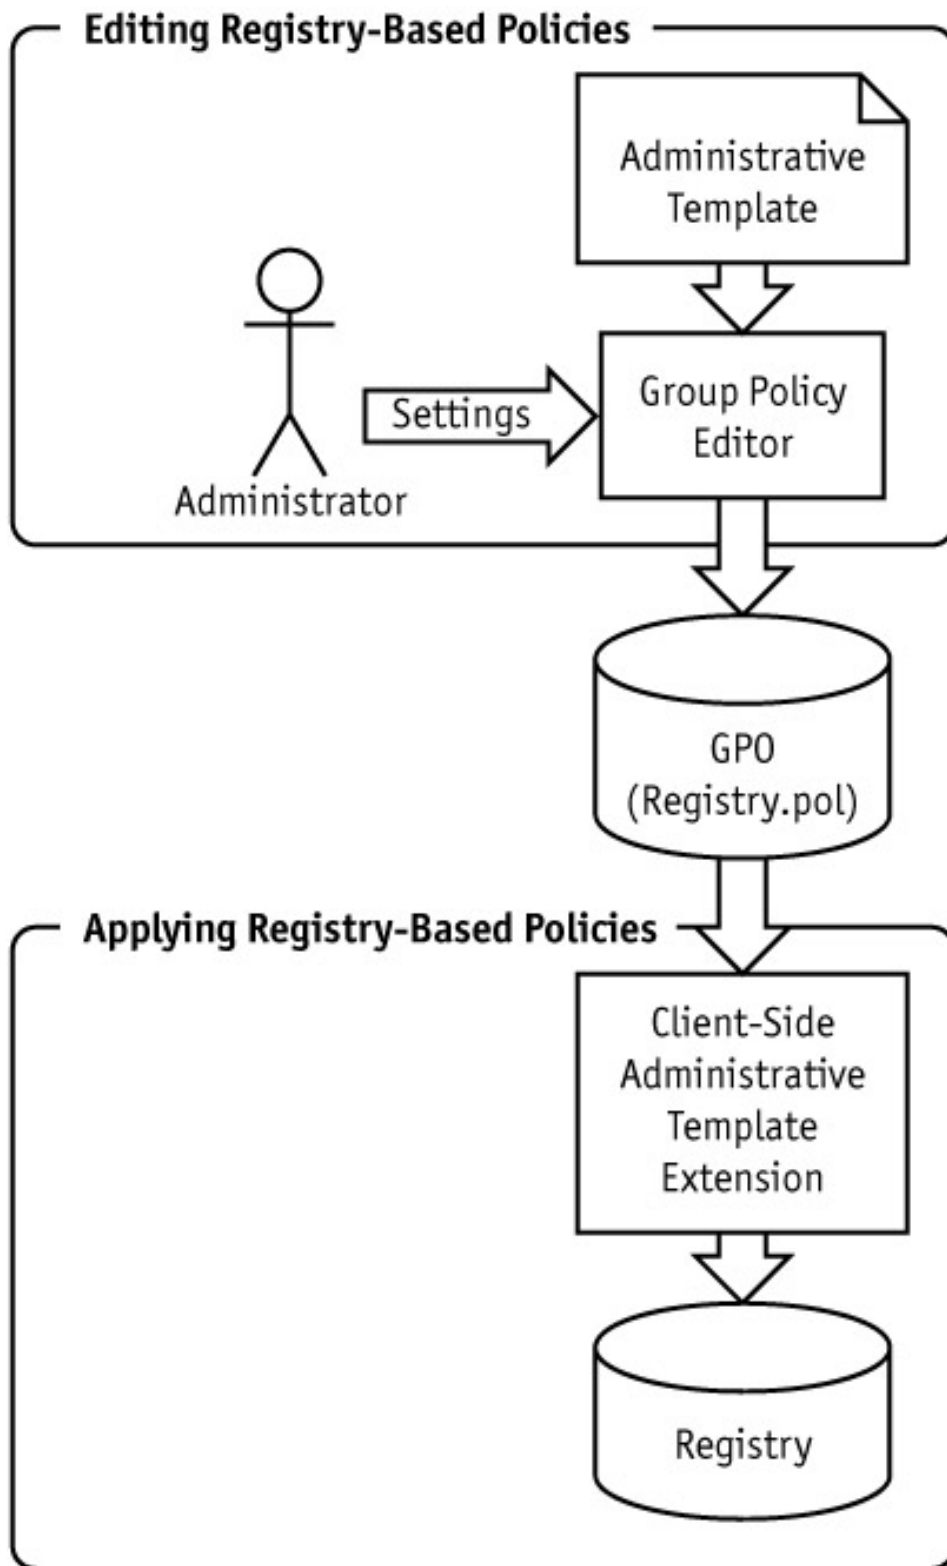 Editing Registry-Based Policies
Administrative
Template
Group Policy
Editor
Settings
Administrator
GPO
(Registry.pol)
Applying Registry-Based Policies
Client-Side
Administrative
Template
Extension
Registry